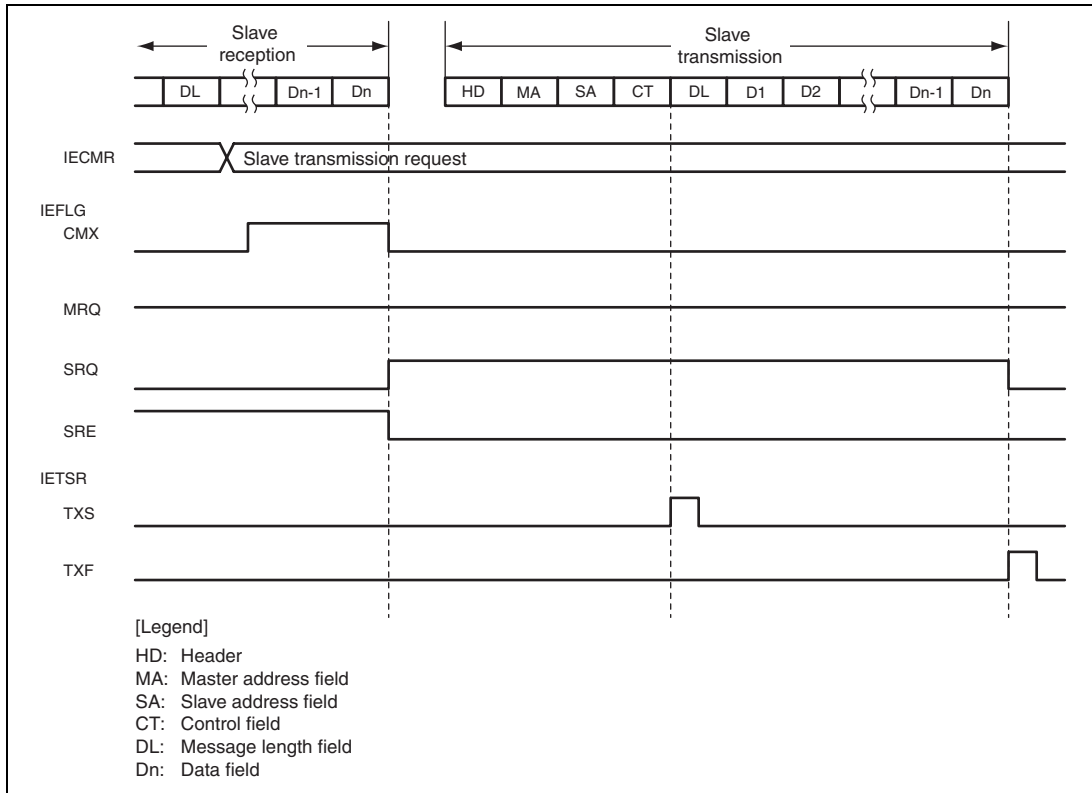 Slave
reception
Slave
transmission
DL Dn-1 Dn HD MA SA CT DL D1 D2 Dn-1 Dn
IECMR Slave transmission request
IEFLG
CMX
MRQ
SRQ
SRE
IETSR
TXS
TXF
[Legend]
HD: Header
MA: Master address field
SA: Slave address field
CT: Control field
DL: Message length field
Dn: Data field